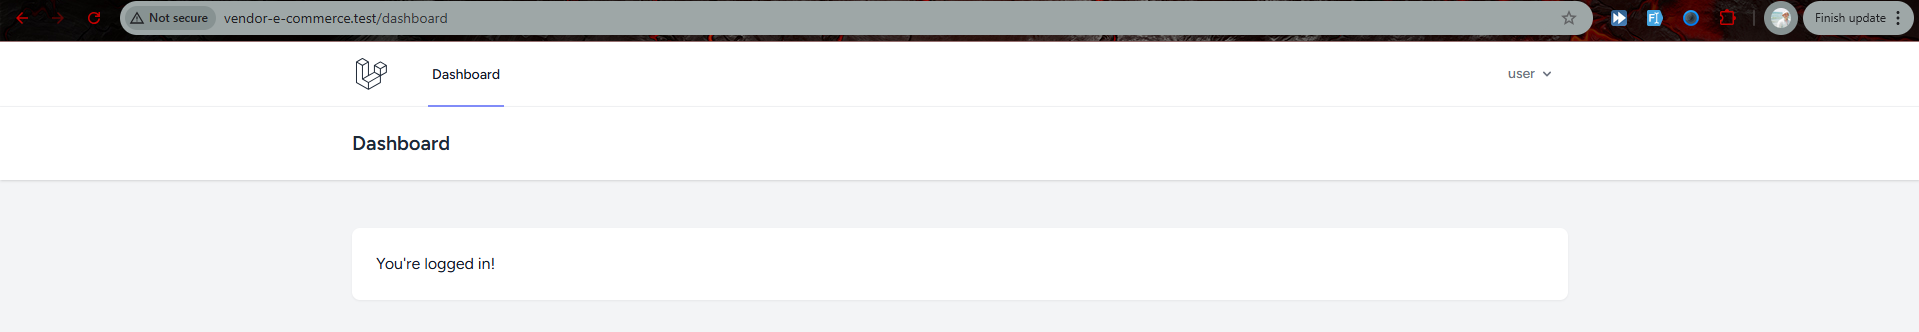 Not secure vendor-e-commerce.test/dashboard Finish update
Dashboard user
Dashboard
You're logged in!